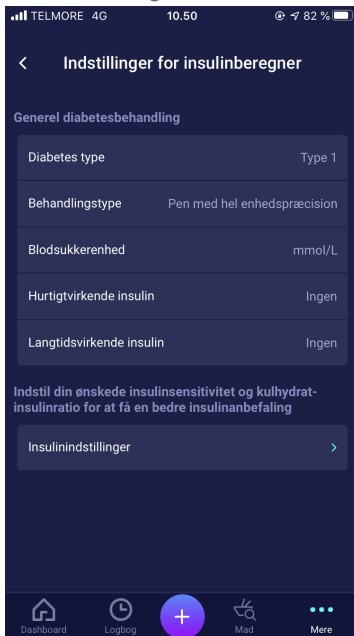 TELMORE 4G 10.50 82 %
Indstillinger for insulinberegner
Generel diabetesbehandling
Diabetes type Type 1
Behandlingstype Pen med hel enhedspræcision
Blodsukkerenhed mmol/L
Hurtigtvirkende insulin Ingen
Langtidsvirkende insulin Ingen
Indstil din ønskede insulinsensitivitet og kulhydrat-
insulinratio for at få en bedre insulinanbefaling
Insulinindstillinger
Dashboard Logbog Mad Mere